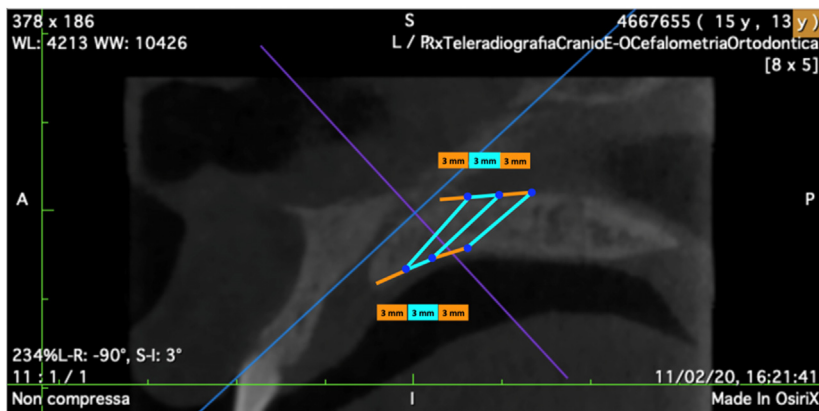 378 x 186
S
4667655 ( 15 y, 13 y )
WL: 4213 WW: 10426
L / P
RxTeleradiografiaCranioE-OCefalometriaOrtodontica
[8 x 5]
3 mm 3 mm 3 mm
A
P
3 mm 3 mm 3 mm
234%L-R: -90°, S-I: 3°
11 : 1 / 1
11/02/20, 16:21:41
Non compressa
I
Made In OsiriX